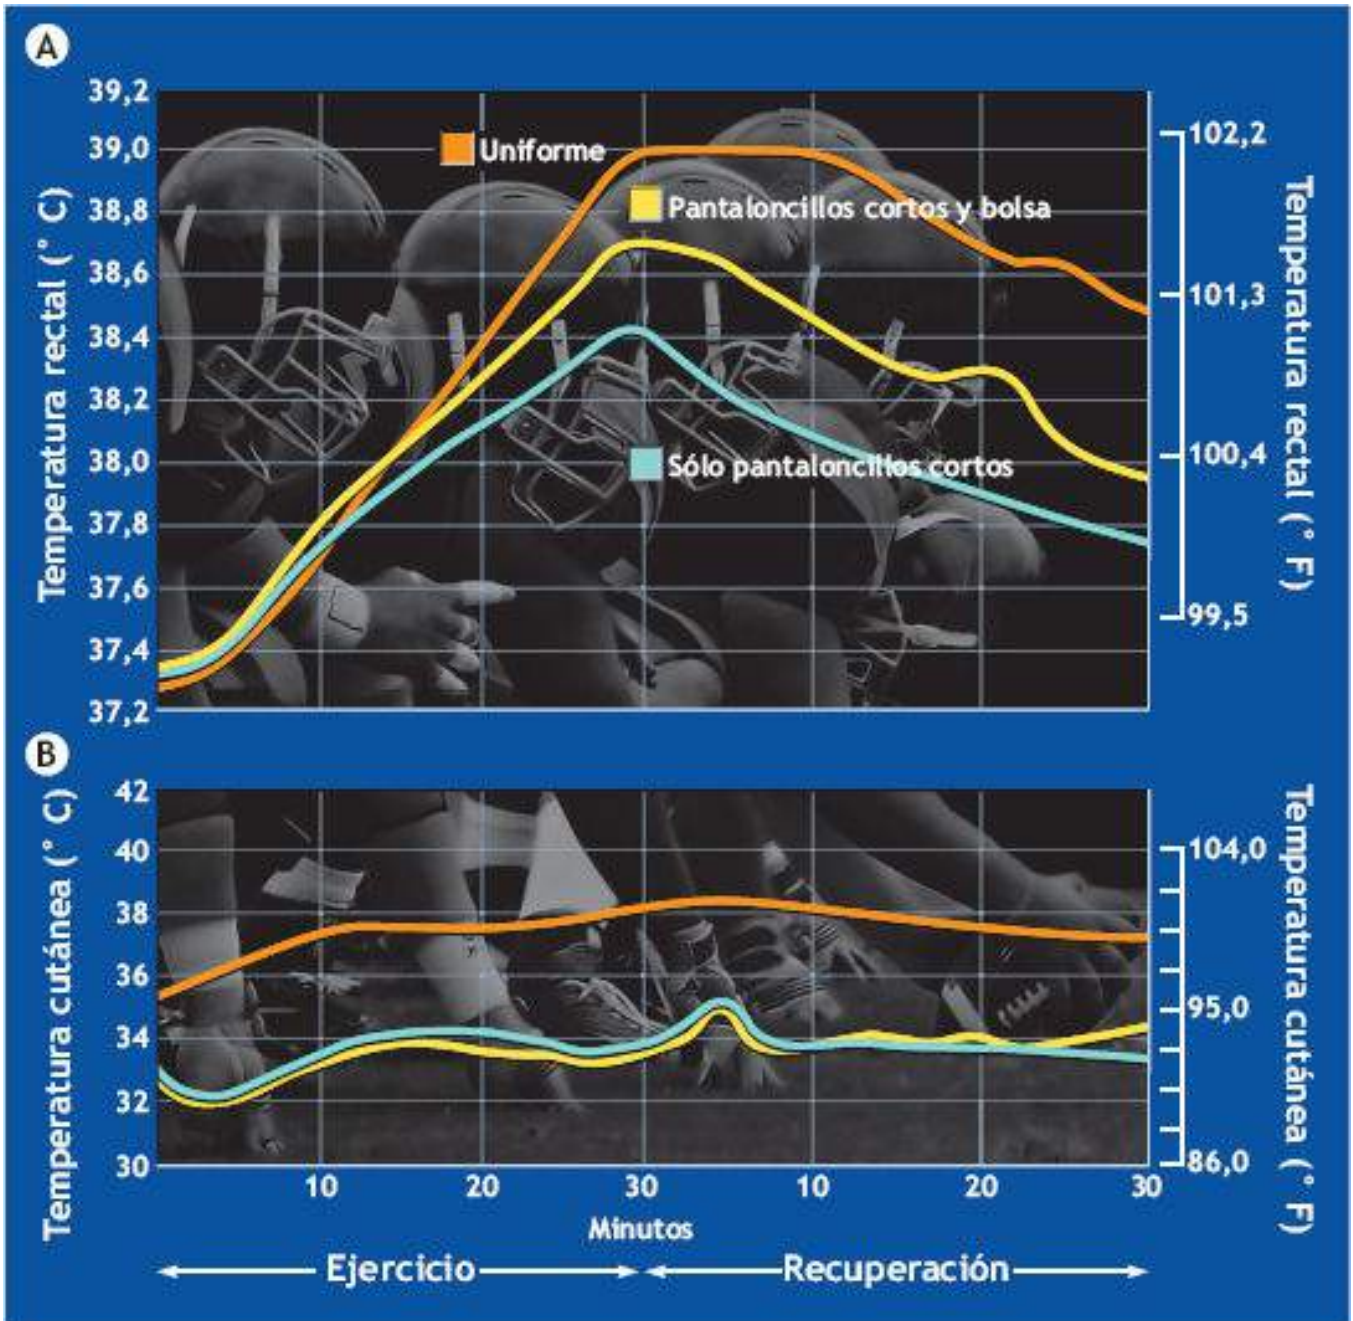 A
Temperatura rectal (° C)
39,2
39,0
38,8
38,6
38,4
38,2
38,0
37,8
37,6
37,4
37,2
Uniforme
Pantaloncillos cortos y bolsa
Sólo pantaloncillos cortos
102,2
101,3
100,4
99,5
Temperatura rectal (° F)
B
Temperatura cutánea (° C)
42
40
38
36
34
32
30
104,0
95,0
86,0
Temperatura cutánea (° F)
10 20 30 10 20 30
Minutos
Ejercicio Recuperación